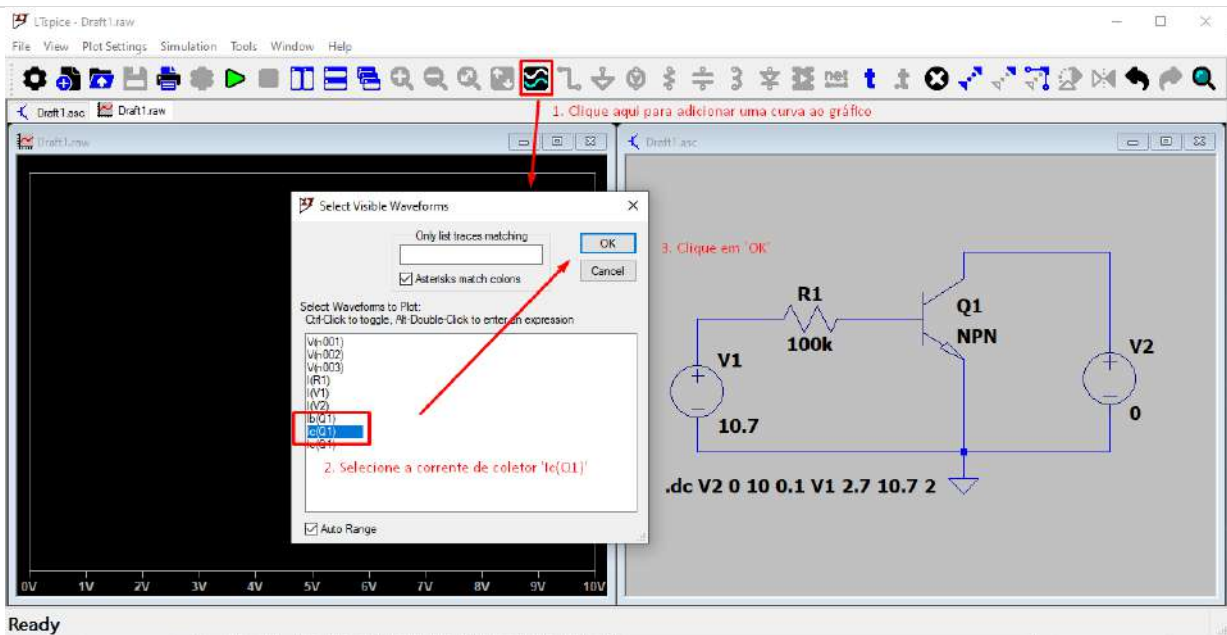 LTspice - Draft1.raw
File View Plot Settings Simulation Tools Window Help
Draft1.asc Draft1.raw
1. Clique aqui para adicionar uma curva ao gráfico
Draft1.raw
Draft1.asc
Select Visible Waveforms
Only list traces matching
OK
Asterisks match colons
Cancel
3. Clique em 'OK'
Select Waveforms to Plot:
Ctrl-Click to toggle, Alt-Double-Click to enter an expression
V(n001)
V(n002)
V(n003)
I(R1)
I(V1)
I(V2)
Ib(Q1)
Ic(Q1)
2. Selecione a corrente de coletor 'Ic(Q1)'
Auto Range
R1
100k
Q1
NPN
V1
10.7
V2
0
.dc V2 0 10 0.1 V1 2.7 10.7 2
0V 1V 2V 3V 4V 5V 6V 7V 8V 9V 10V
Ready